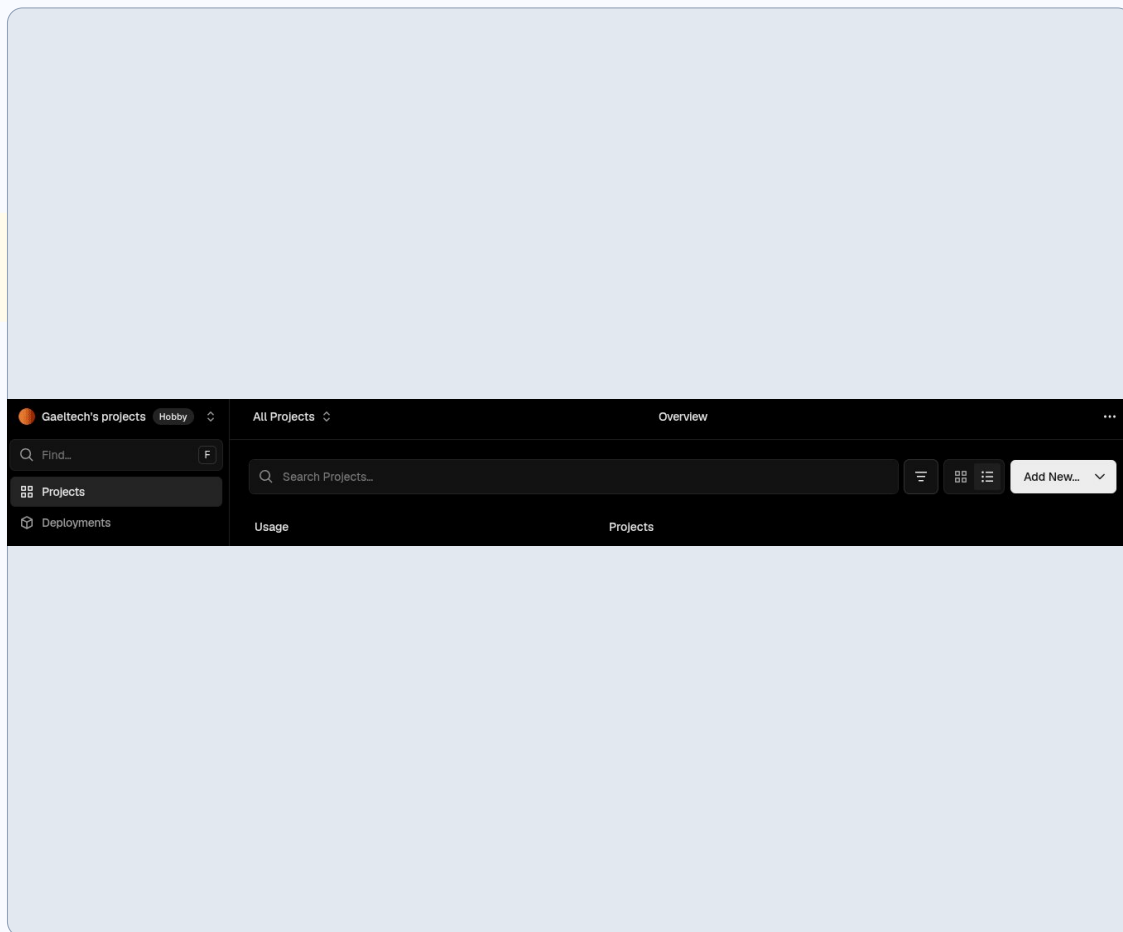 Gaeltech's projects Hobby
Find... F
Projects
Deployments
All Projects
Overview
Search Projects...
Add New...
Usage
Projects